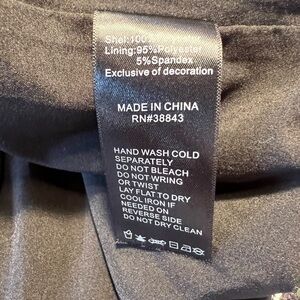 Shell:100%
Lining:95%Polyester
5%Spandex
Exclusive of decoration
MADE IN CHINA
RN#38843
HAND WASH COLD
SEPARATELY
DO NOT BLEACH
DO NOT WRING
OR TWIST
LAY FLAT TO DRY
COOL IRON IF
NEEDED ON
REVERSE SIDE
DO NOT DRY CLEAN